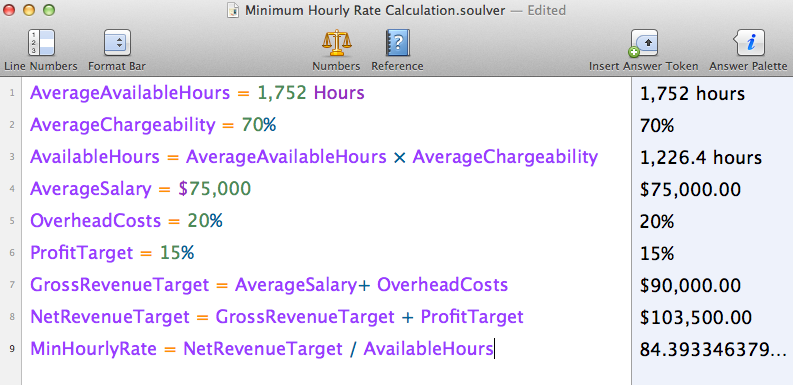 Minimum Hourly Rate Calculation.soulver — Edited
Line Numbers Format Bar Numbers Reference Insert Answer Token Answer Palette
1 AverageAvailableHours = 1,752 Hours 1,752 hours
2 AverageChargeability = 70% 70%
3 AvailableHours = AverageAvailableHours × AverageChargeability 1,226.4 hours
4 AverageSalary = $75,000 $75,000.00
5 OverheadCosts = 20% 20%
6 ProfitTarget = 15% 15%
7 GrossRevenueTarget = AverageSalary+ OverheadCosts $90,000.00
8 NetRevenueTarget = GrossRevenueTarget + ProfitTarget $103,500.00
9 MinHourlyRate = NetRevenueTarget / AvailableHours 84.393346379...